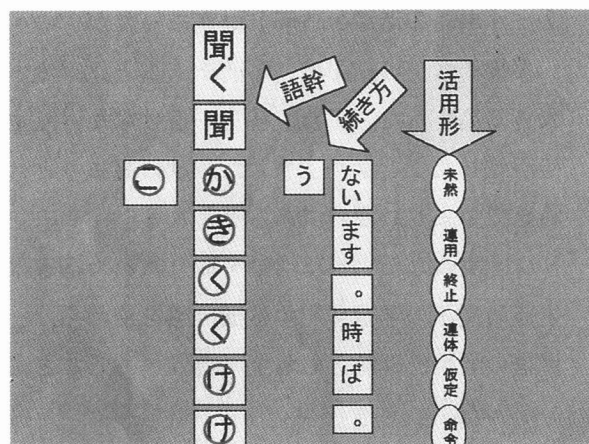 活用形
未然
連用
終止
連体
仮定
命令
続き方
ない
う
ます
。
時
ば
。
語幹
聞く
聞
か
こ
き
く
く
け
け